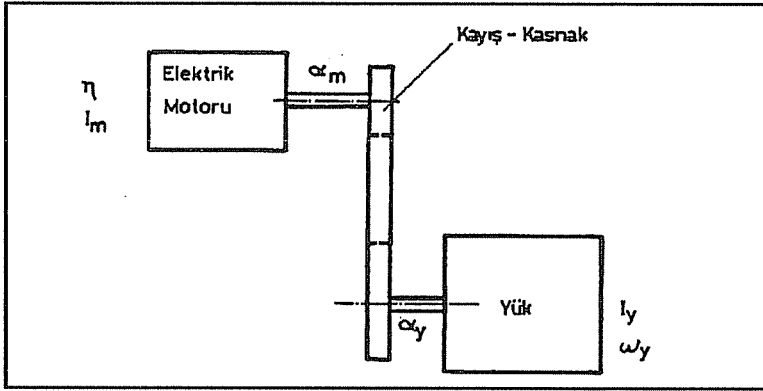 Kayış - Kasnak
Elektrik
Motoru
α_m
η
I_m
Yük
α_y
I_y
ω_y